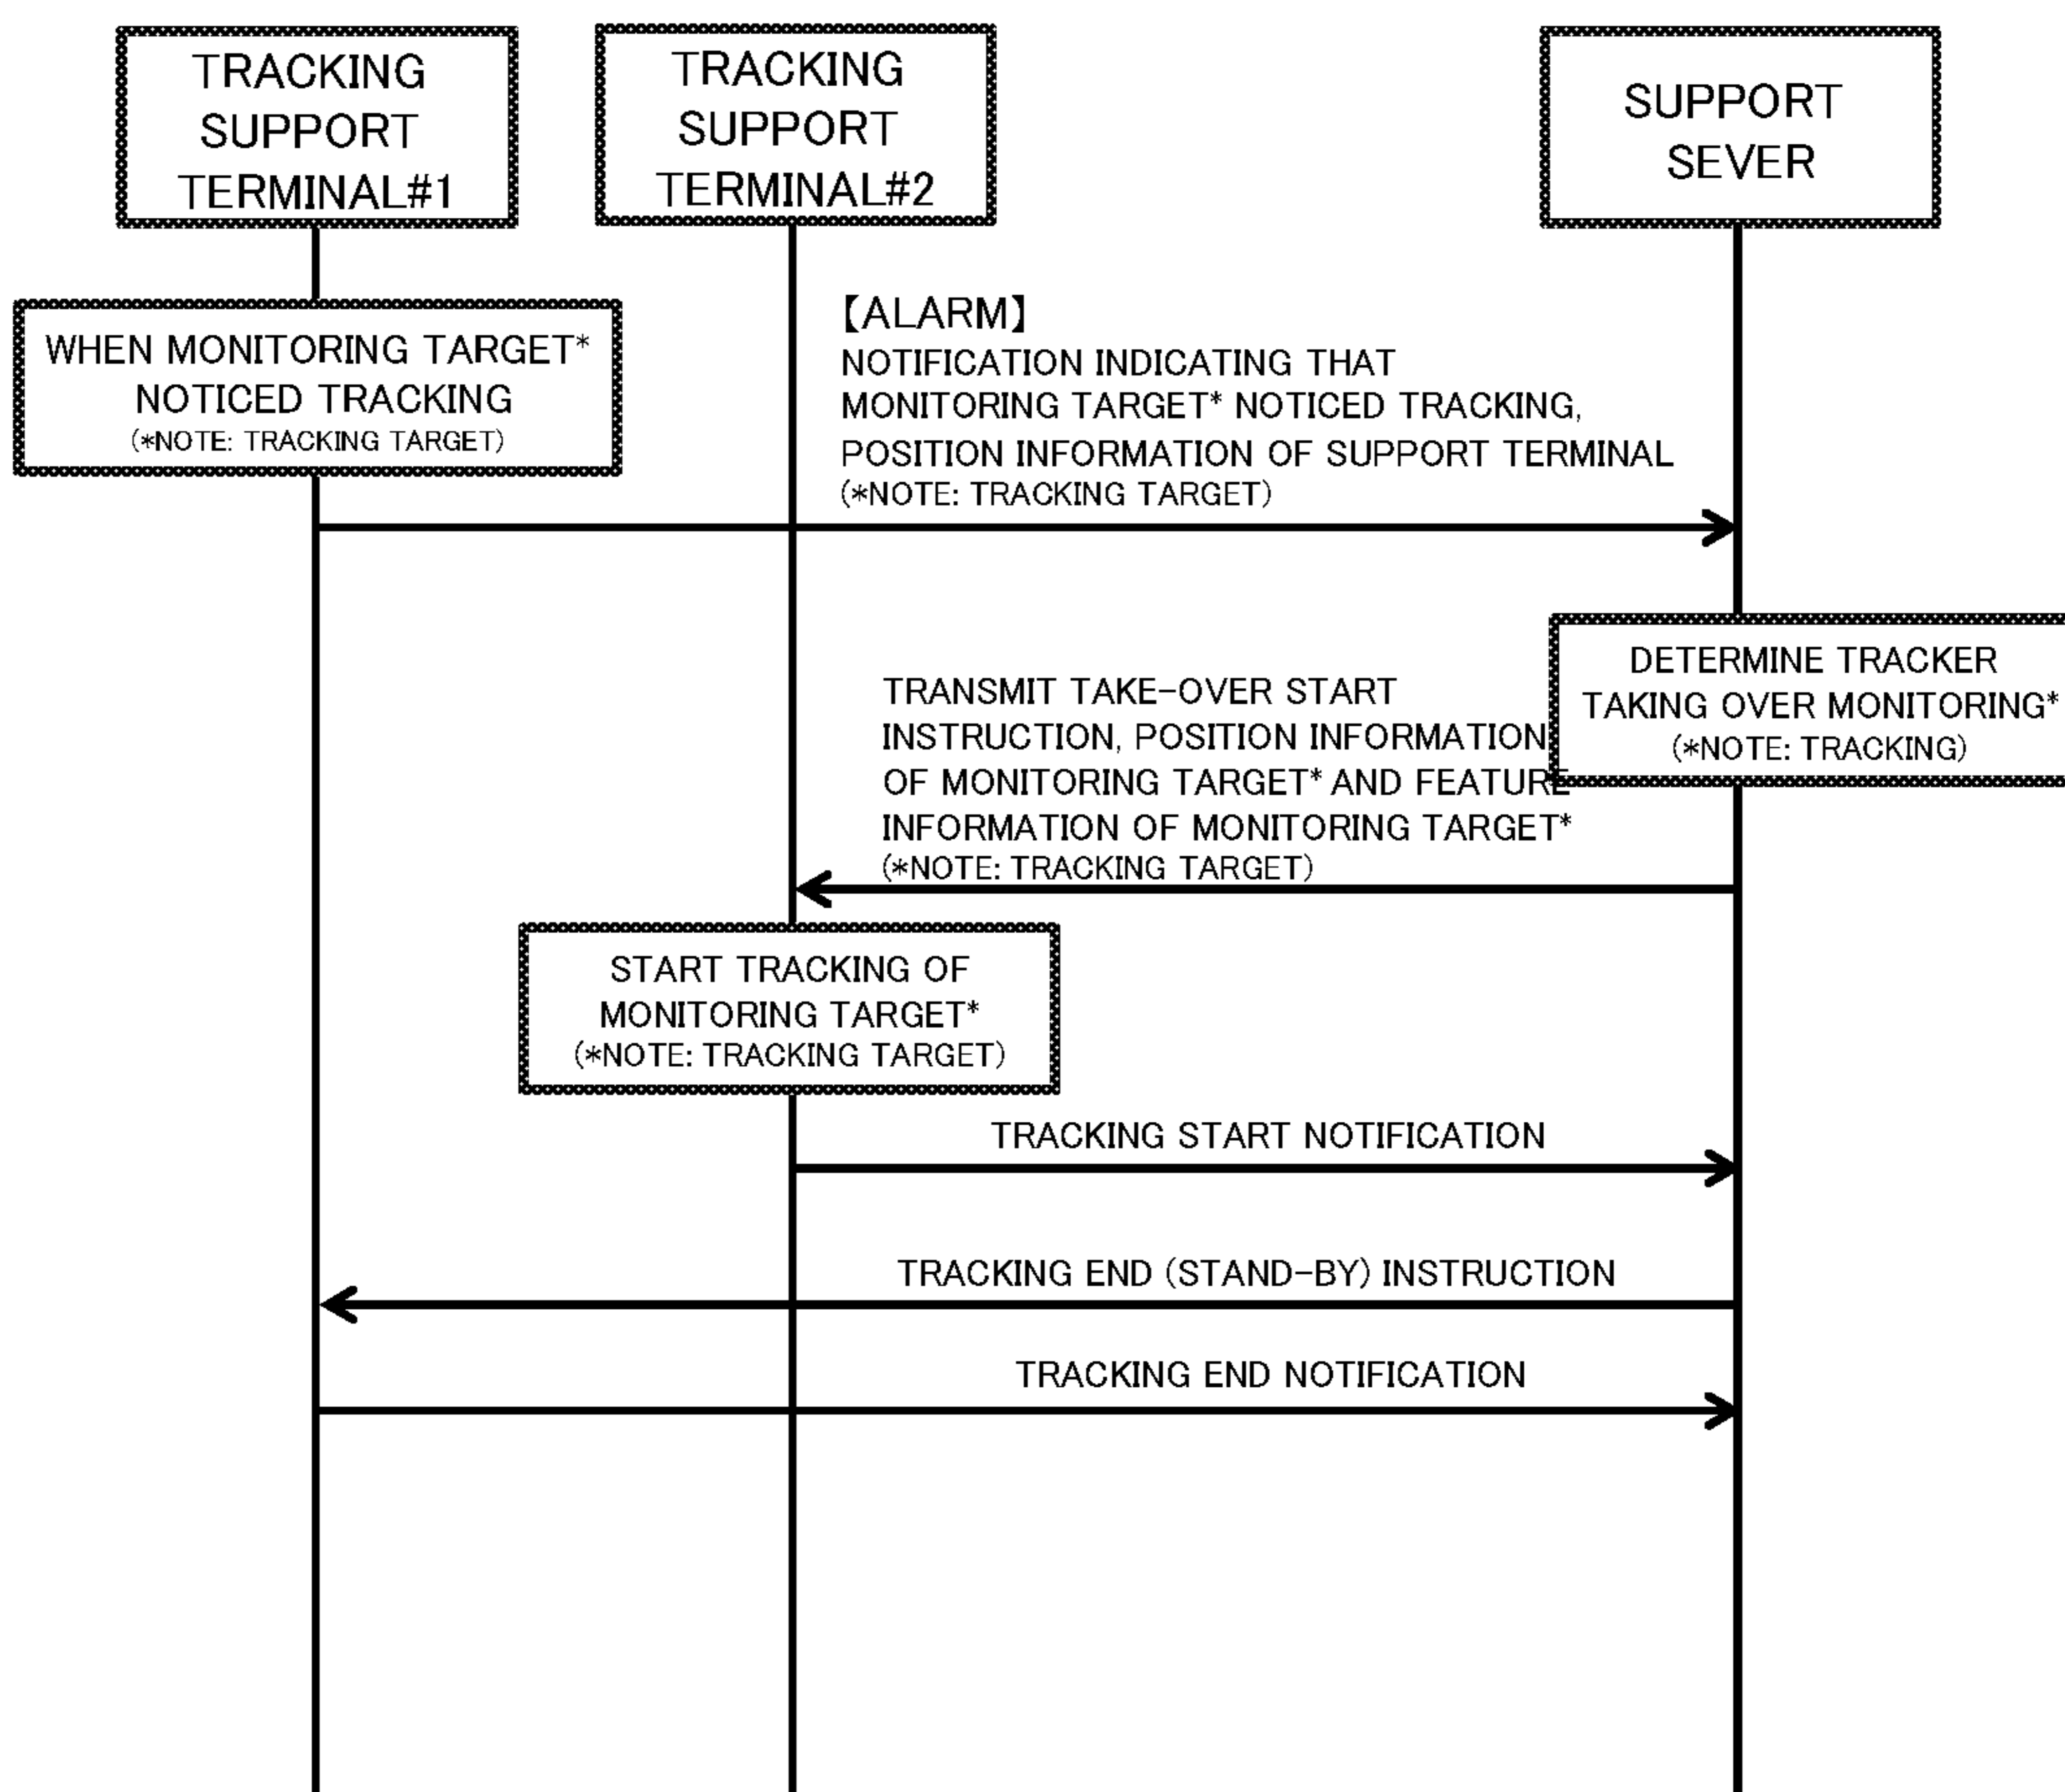 TRACKING
SUPPORT
TERMINAL#1
TRACKING
SUPPORT
TERMINAL#2
SUPPORT
SEVER
WHEN MONITORING TARGET*
NOTICED TRACKING
(*NOTE: TRACKING TARGET)
【ALARM】
NOTIFICATION INDICATING THAT
MONITORING TARGET* NOTICED TRACKING,
POSITION INFORMATION OF SUPPORT TERMINAL
(*NOTE: TRACKING TARGET)
DETERMINE TRACKER
TAKING OVER MONITORING*
(*NOTE: TRACKING)
TRANSMIT TAKE-OVER START
INSTRUCTION, POSITION INFORMATION
OF MONITORING TARGET* AND FEATURE
INFORMATION OF MONITORING TARGET*
(*NOTE: TRACKING TARGET)
START TRACKING OF
MONITORING TARGET*
(*NOTE: TRACKING TARGET)
TRACKING START NOTIFICATION
TRACKING END (STAND-BY) INSTRUCTION
TRACKING END NOTIFICATION